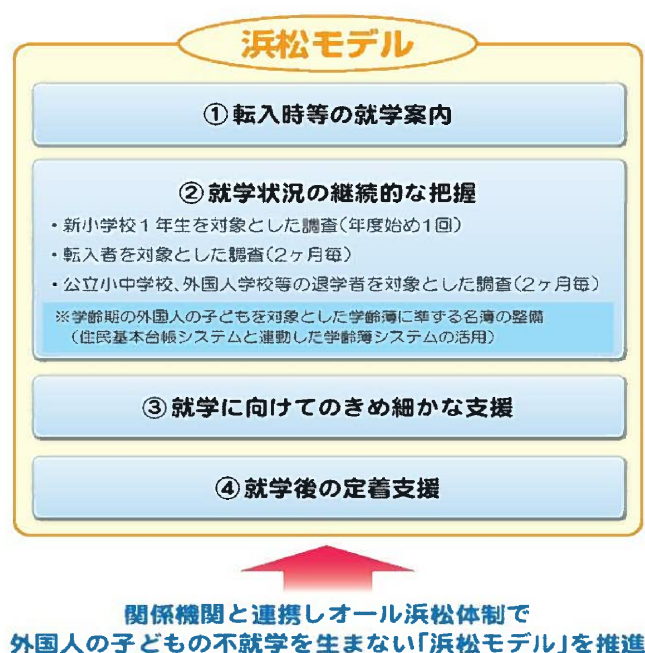 浜松モデル
①転入時等の就学案内
②就学状況の継続的な把握
・新小学校1年生を対象とした調査(年度始め1回)
・転入者を対象とした調査(2ヶ月毎)
・公立小中学校、外国人学校等の退学者を対象とした調査(2ヶ月毎)
※学齢期の外国人の子どもを対象とした学齢簿に準ずる名簿の整備
(住民基本台帳システムと連動した学齢簿システムの活用)
③就学に向けてのきめ細かな支援
④就学後の定着支援
関係機関と連携しオール浜松体制で
外国人の子どもの不就学を生まない「浜松モデル」を推進